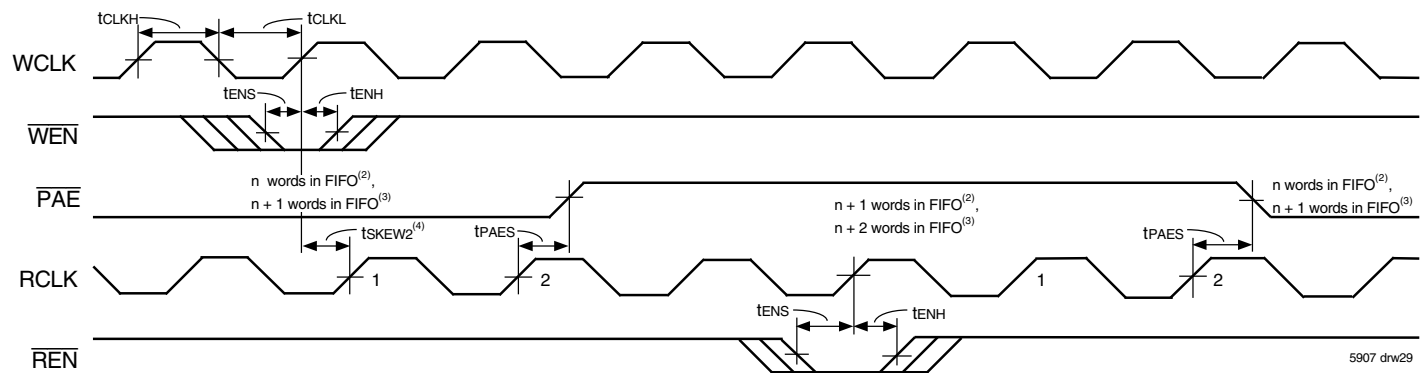 tCLKH
tCLKL
WCLK
tENS
tENH
WEN
n words in FIFO(2),
n + 1 words in FIFO(3)
PAE
n + 1 words in FIFO(2),
n + 2 words in FIFO(3)
n words in FIFO(2),
n + 1 words in FIFO(3)
tSKEW2(4)
tPAES
tPAES
RCLK
1
2
1
2
tENS
tENH
REN
5907 drw29